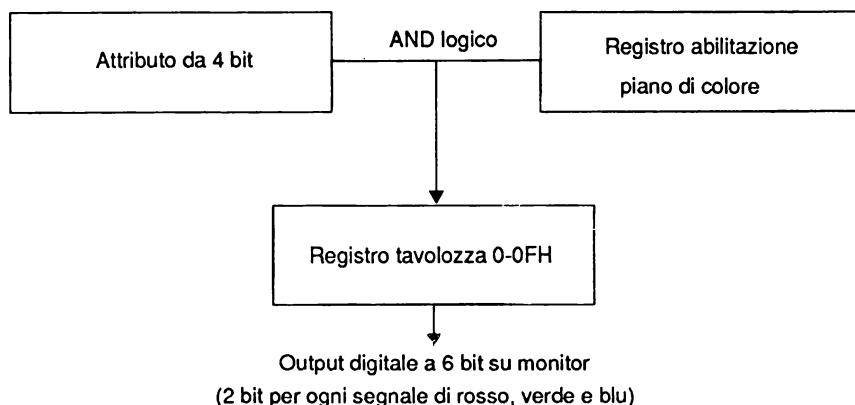 Attributo da 4 bit
AND logico
Registro abilitazione
piano di colore
Registro tavolozza 0-0FH
Output digitale a 6 bit su monitor
(2 bit per ogni segnale di rosso, verde e blu)